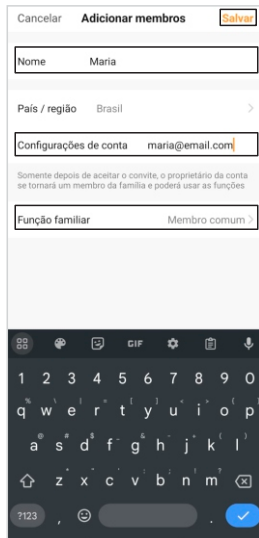 Cancelar Adicionar membros Salvar
Nome Maria
País / região Brasil
Configurações de conta maria@email.com
Somente depois de aceitar o convite, o proprietário da conta
se tornará um membro da família e poderá usar as funções
Função familiar Membro comum
GIF
1 2 3 4 5 6 7 8 9 0
q w e r t y u i o p
a s d f g h j k l
z x c v b n m
?123 , .